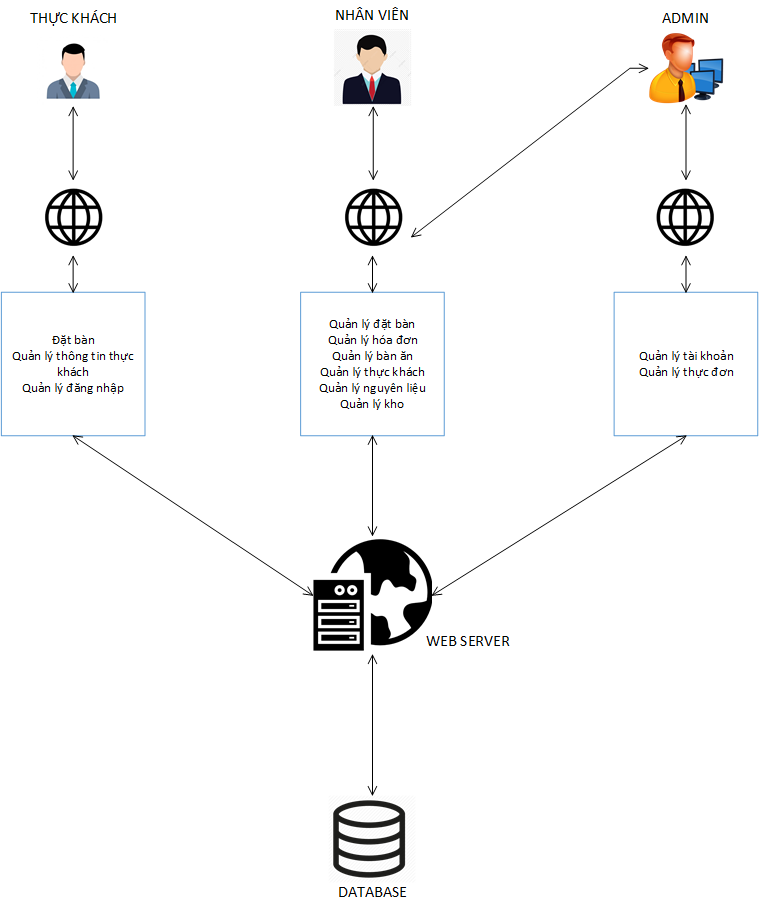 THỰC KHÁCH
NHÂN VIÊN
ADMIN
Đặt bàn
Quản lý thông tin thực
khách
Quản lý đăng nhập
Quản lý đặt bàn
Quản lý hóa đơn
Quản lý bàn ăn
Quản lý thực khách
Quản lý nguyên liệu
Quản lý kho
Quản lý tài khoản
Quản lý thực đơn
WEB SERVER
DATABASE